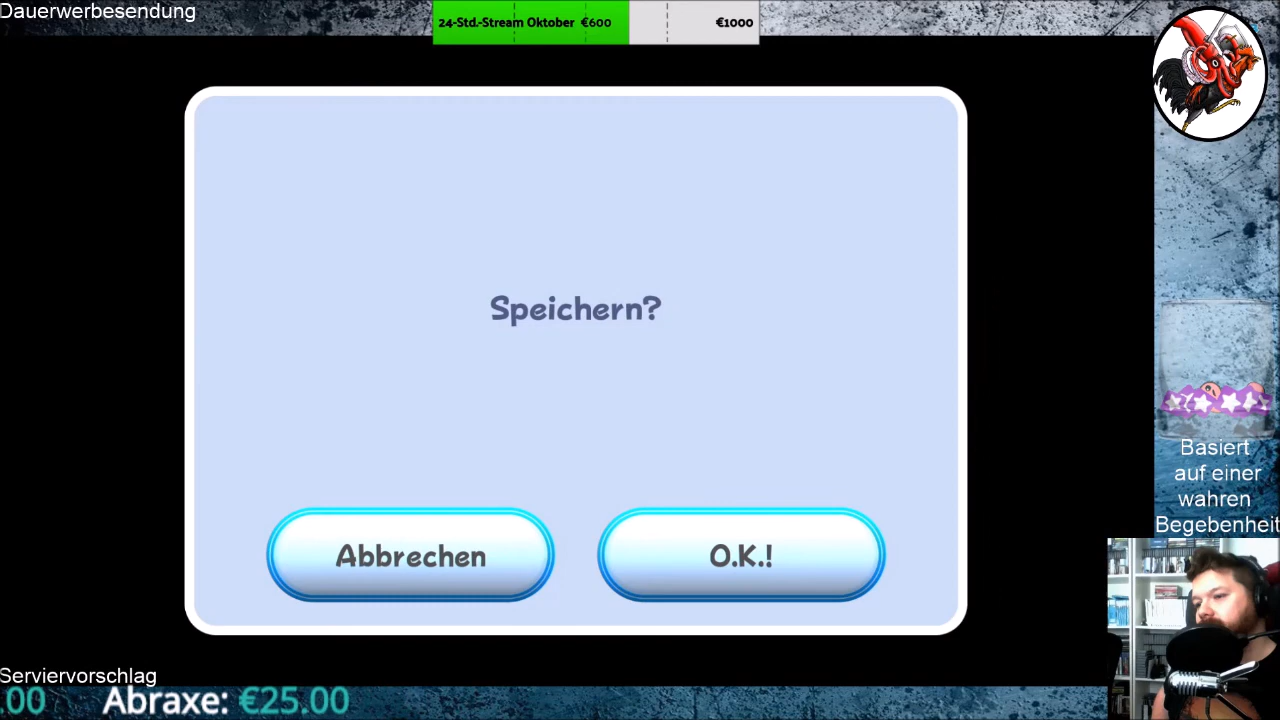 Dauerwerbesendung
24-Std.-Stream Oktober €600 €1000
Speichern?
Abbrechen
O.K.!
Basiert
auf einer
wahren
Begebenheit
Serviervorschlag
.00 Abraxe: €25.00